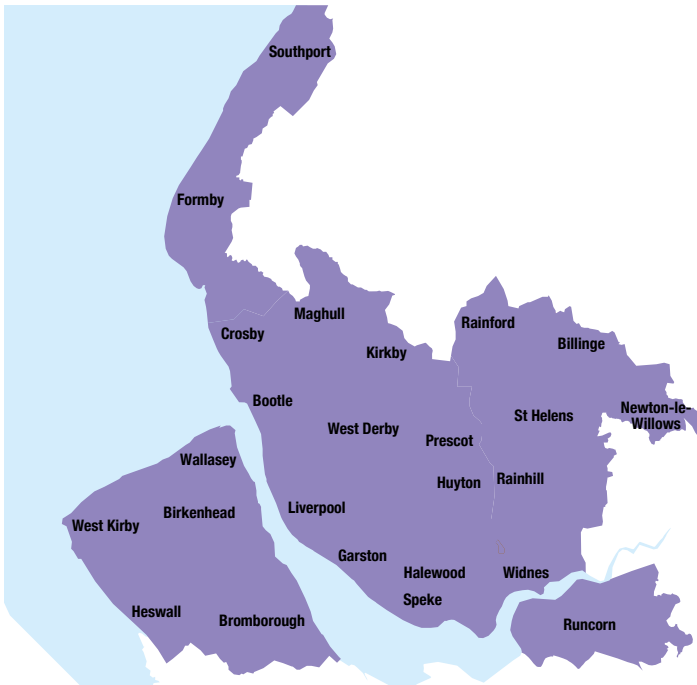 Southport
Formby
Maghull
Rainford
Crosby
Billinge
Kirkby
Bootle
Newton-le-
Willows
St Helens
West Derby
Prescot
Wallasey
Rainhill
Huyton
Liverpool
Birkenhead
West Kirby
Garston
Halewood
Widnes
Speke
Heswall
Bromborough
Runcorn